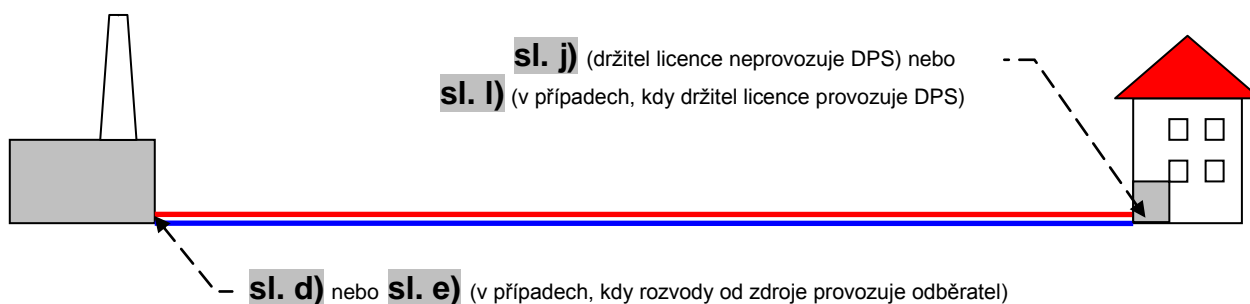 sl. j) (držitel licence neprovozuje DPS) nebo
sl. l) (v případech, kdy držitel licence provozuje DPS)
sl. d) nebo sl. e) (v případech, kdy rozvody od zdroje provozuje odběratel)